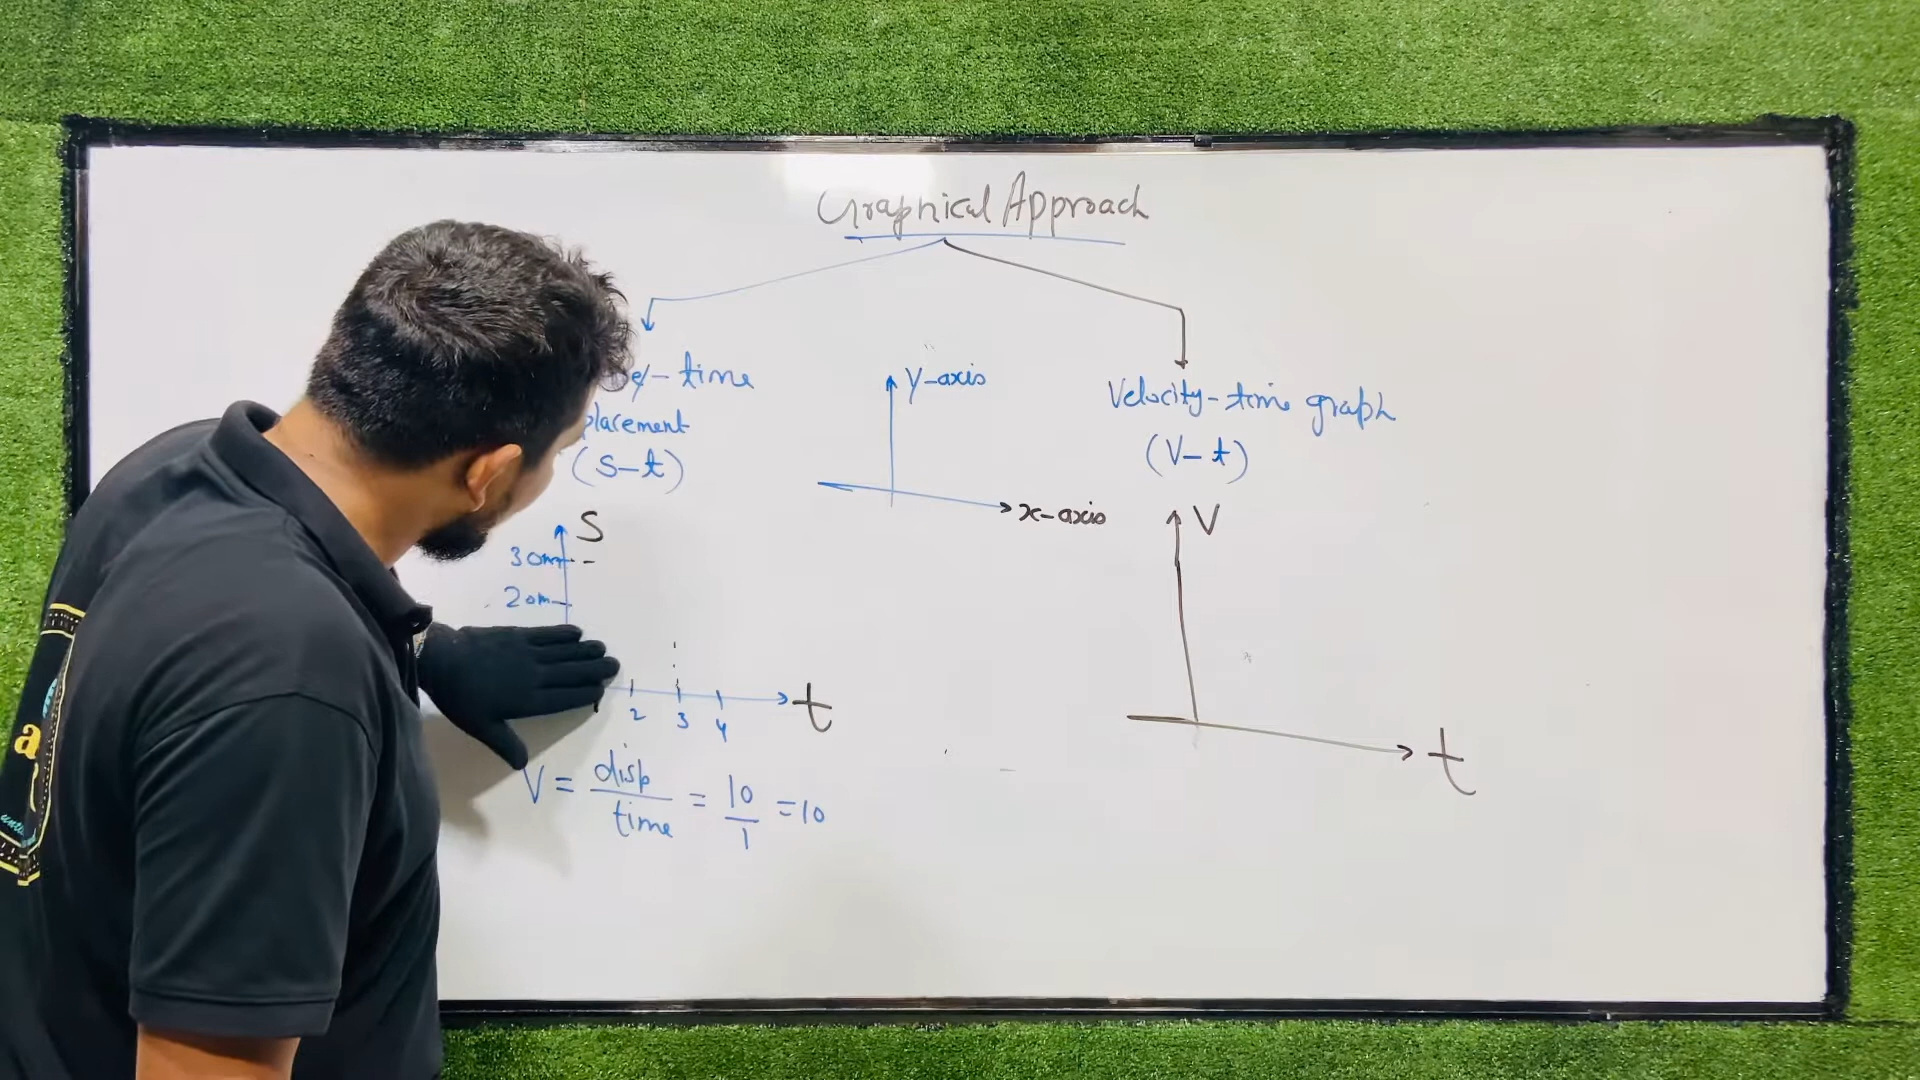 Graphical Approach
time
placement
(S-t)
y-axis
x-axis
Velocity-time graph
(V-t)
S
30m
20m
2
3
4
t
V = disp/time = 10/1 = 10
V
t
a